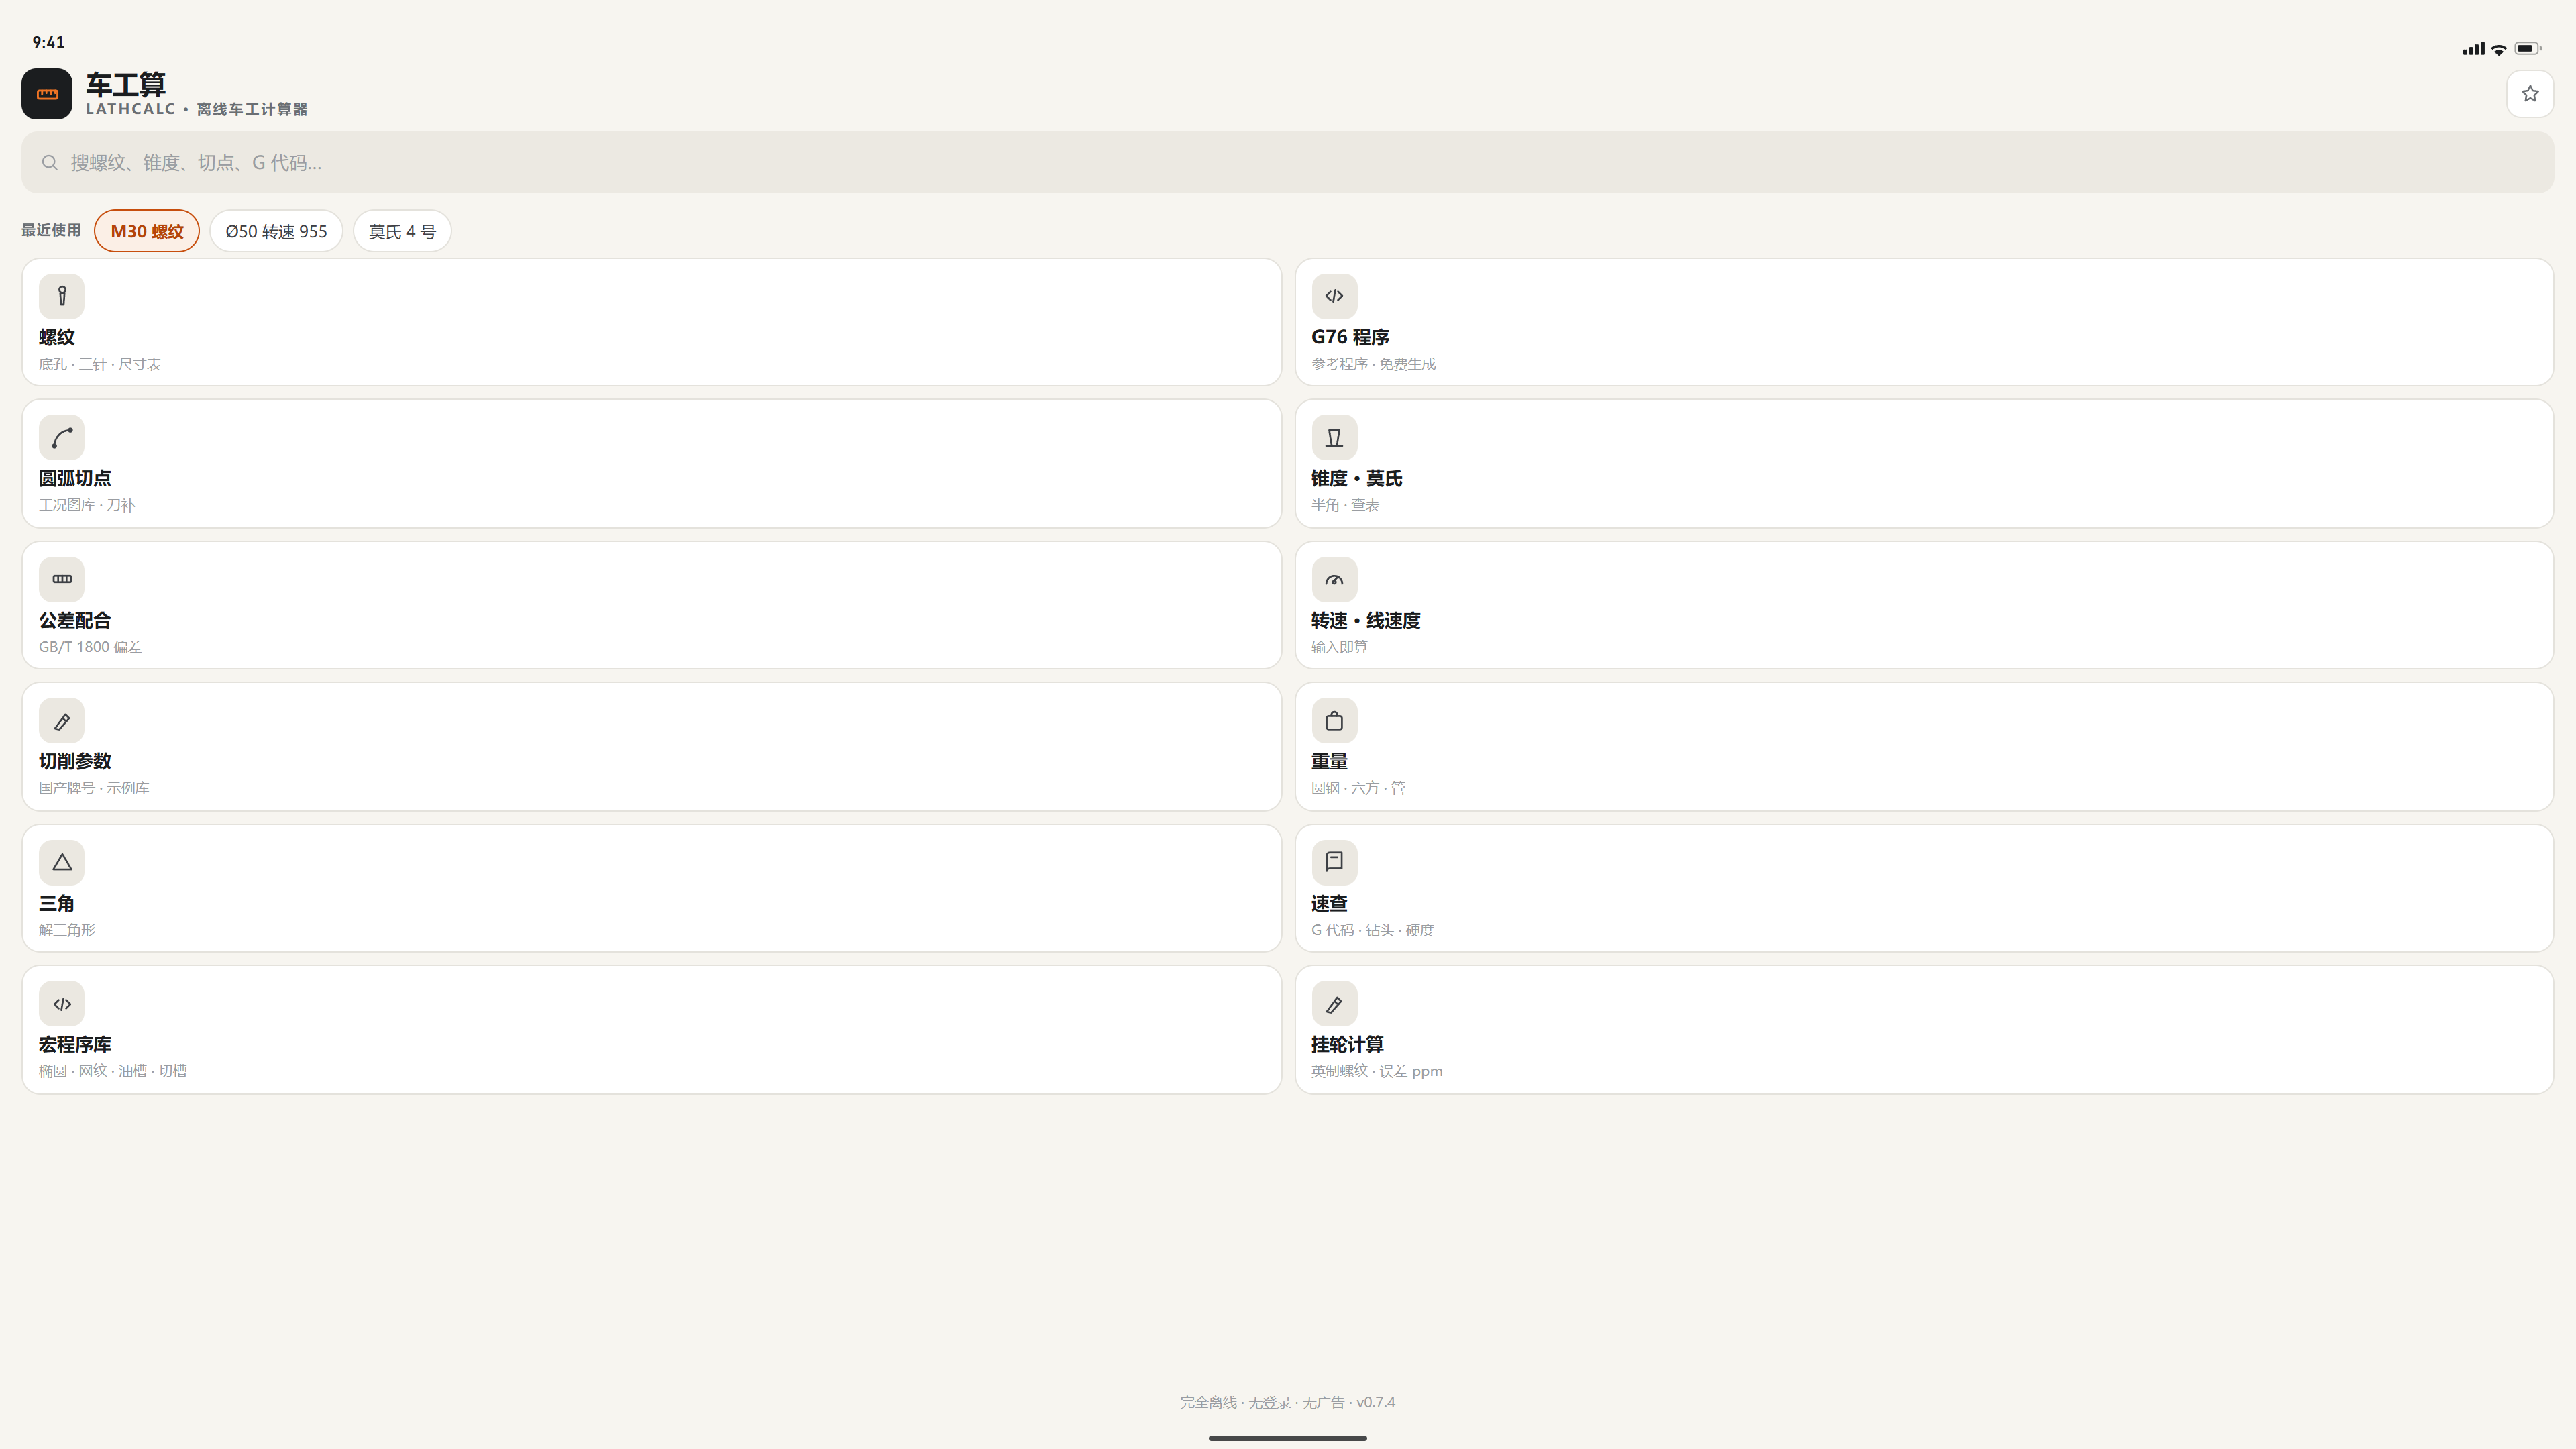 9:41
车工算
LATHCALC • 离线车工计算器
搜螺纹、锥度、切点、G 代码...
最近使用
M30 螺纹
Ø50 转速 955
莫氏 4 号
螺纹
底孔 · 三针 · 尺寸表
G76 程序
参考程序 · 免费生成
圆弧切点
工况图库 · 刀补
锥度 • 莫氏
半角 · 查表
公差配合
GB/T 1800 偏差
转速 • 线速度
输入即算
切削参数
国产牌号 · 示例库
重量
圆钢 · 六方 · 管
三角
解三角形
速查
G 代码 · 钻头 · 硬度
宏程序库
椭圆 · 网纹 · 油槽 · 切槽
挂轮计算
英制螺纹 · 误差 ppm
完全离线 · 无登录 · 无广告 · v0.7.4